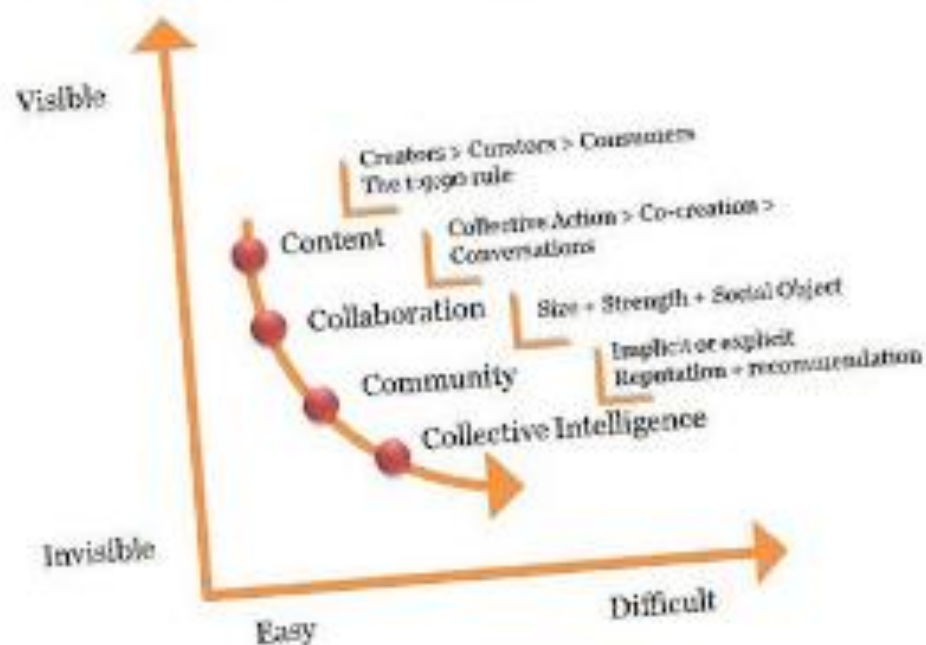 Visible
Creators > Curators > Consumers
The 1:9:90 rule
Content
Collective Action > Co-creation >
Conversations
Collaboration
Size + Strength + Social Object
Community
Implicit or explicit
Reputation + recommendation
Collective Intelligence
Invisible
Easy
Difficult